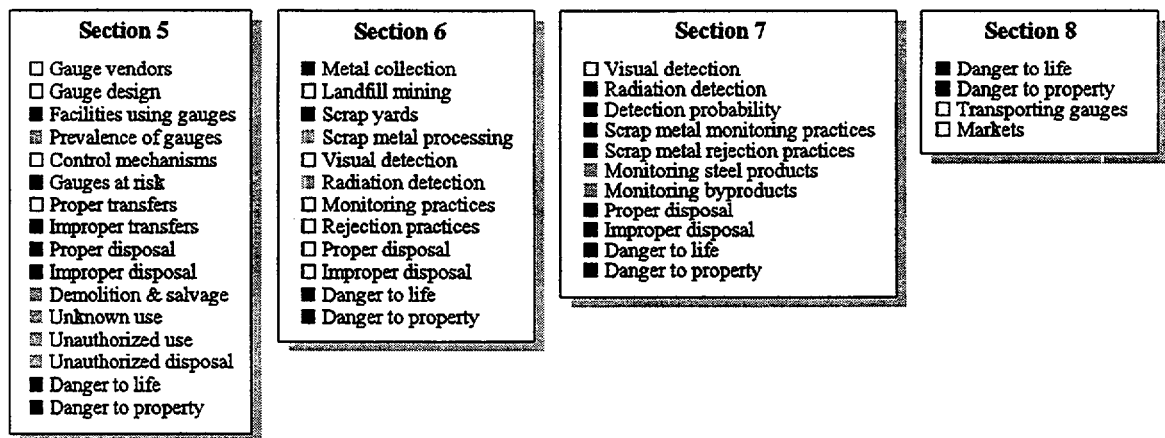 Section 5
Gauge vendors
Gauge design
Facilities using gauges
Prevalence of gauges
Control mechanisms
Gauges at risk
Proper transfers
Improper transfers
Proper disposal
Improper disposal
Demolition & salvage
Unknown use
Unauthorized use
Unauthorized disposal
Danger to life
Danger to property
Section 6
Metal collection
Landfill mining
Scrap yards
Scrap metal processing
Visual detection
Radiation detection
Monitoring practices
Rejection practices
Proper disposal
Improper disposal
Danger to life
Danger to property
Section 7
Visual detection
Radiation detection
Detection probability
Scrap metal monitoring practices
Scrap metal rejection practices
Monitoring steel products
Monitoring byproducts
Proper disposal
Improper disposal
Danger to life
Danger to property
Section 8
Danger to life
Danger to property
Transporting gauges
Markets